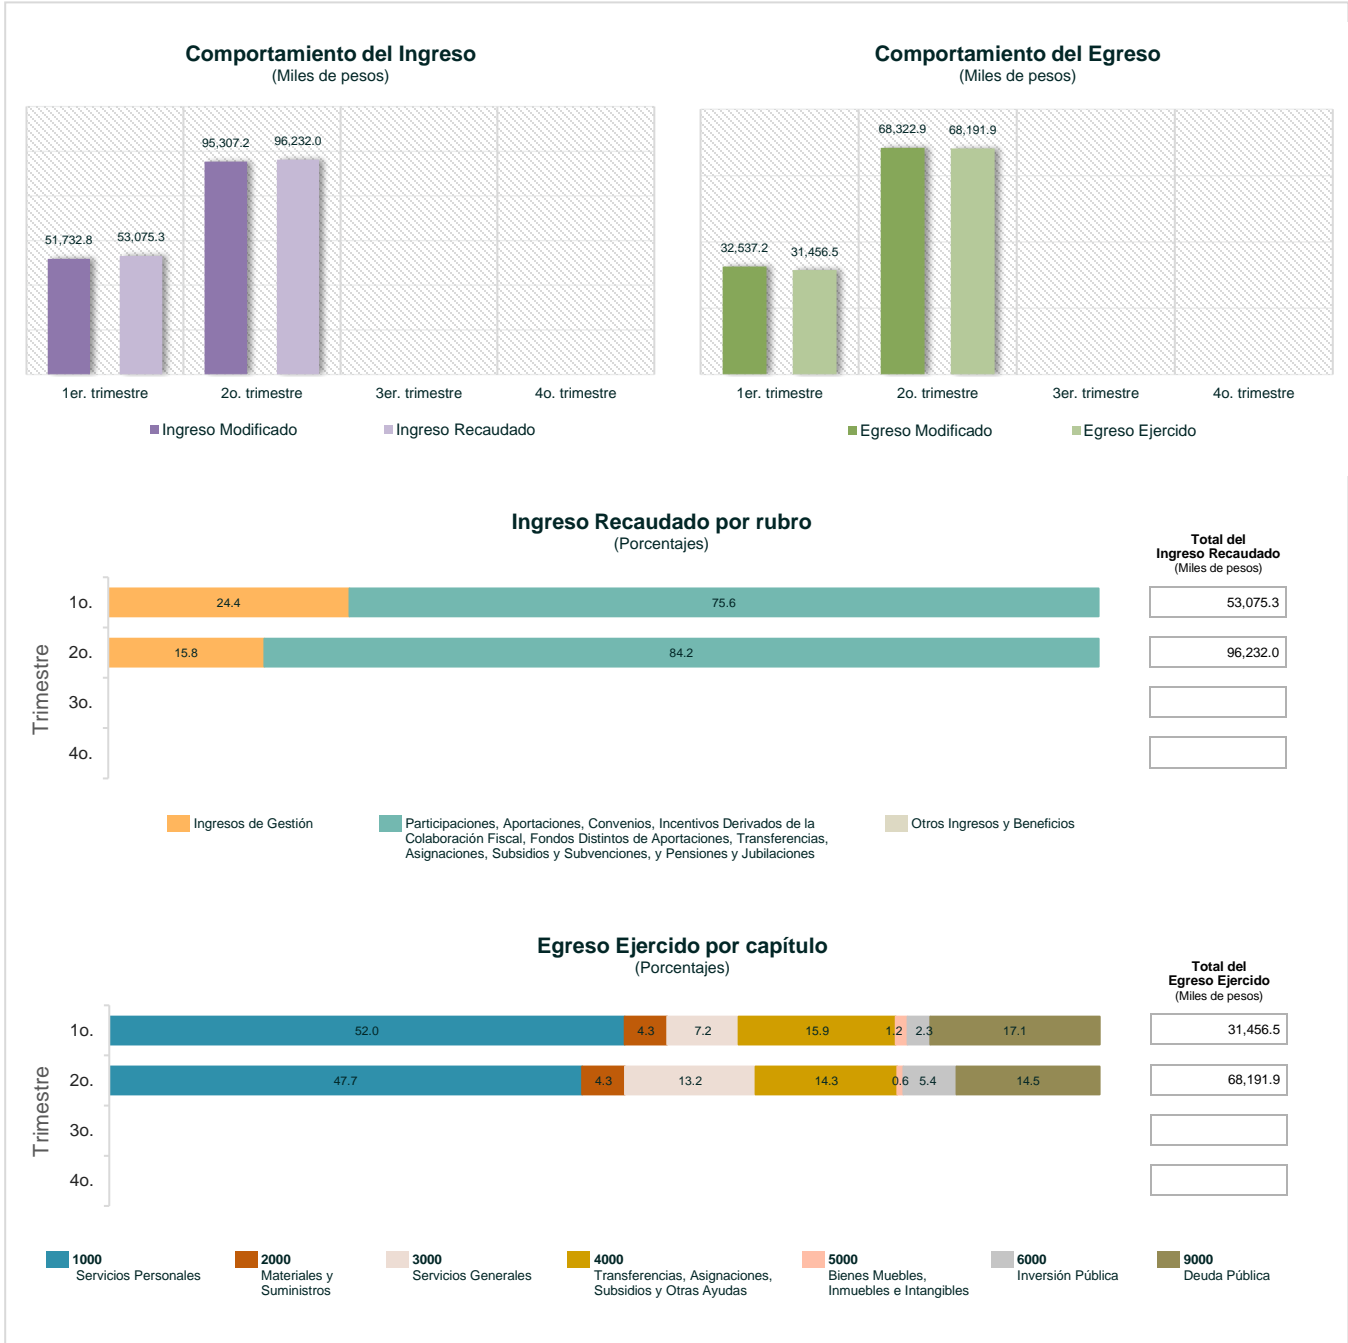 Comportamiento del Ingreso
(Miles de pesos)
95,307.2
96,232.0
51,732.8
53,075.3
1er. trimestre
2o. trimestre
3er. trimestre
4o. trimestre
Ingreso Modificado
Ingreso Recaudado
Comportamiento del Egreso
(Miles de pesos)
68,322.9
68,191.9
32,537.2
31,456.5
1er. trimestre
2o. trimestre
3er. trimestre
4o. trimestre
Egreso Modificado
Egreso Ejercido
Ingreso Recaudado por rubro
(Porcentajes)
Total del
Ingreso Recaudado
(Miles de pesos)
Trimestre
1o.
24.4
75.6
53,075.3
2o.
15.8
84.2
96,232.0
3o.
4o.
Ingresos de Gestión
Participaciones, Aportaciones, Convenios, Incentivos Derivados de la
Colaboración Fiscal, Fondos Distintos de Aportaciones, Transferencias,
Asignaciones, Subsidios y Subvenciones, y Pensiones y Jubilaciones
Otros Ingresos y Beneficios
Egreso Ejercido por capítulo
(Porcentajes)
Total del
Egreso Ejercido
(Miles de pesos)
Trimestre
1o.
52.0
4.3
7.2
15.9
1.2
2.3
17.1
31,456.5
2o.
47.7
4.3
13.2
14.3
0.6
5.4
14.5
68,191.9
3o.
4o.
1000
Servicios Personales
2000
Materiales y
Suministros
3000
Servicios Generales
4000
Transferencias, Asignaciones,
Subsidios y Otras Ayudas
5000
Bienes Muebles,
Inmuebles e Intangibles
6000
Inversión Pública
9000
Deuda Pública